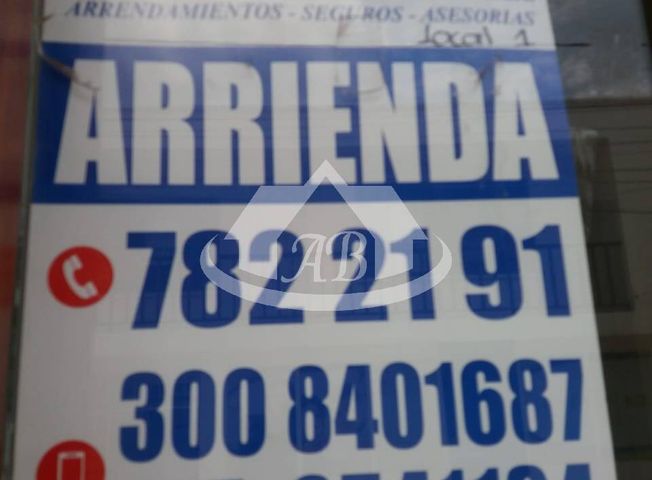 ARRENDAMIENTOS - SEGUROS - ASESORIAS
Local 1
ARRIENDA
AB
782 21 91
300 8401687